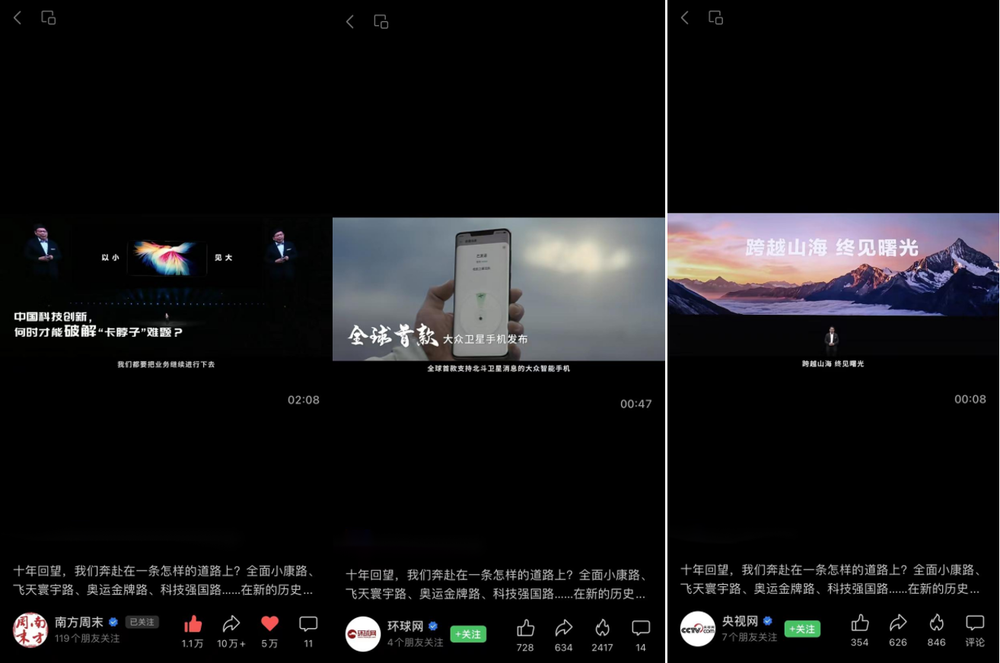 以小
见大
中国科技创新，
何时才能破解“卡脖子”难题？
我们都要把业务继续进行下去
02:08
十年回望，我们奔赴在一条怎样的道路上？全面小康路、
飞天寰宇路、奥运金牌路、科技强国路……在新的历史...
南方周末
南方周末
已关注
119个朋友关注
1.1万
10万+
5万
11
全球首款 大众卫星手机发布
全球首款支持北斗卫星消息的大众智能手机
00:47
十年回望，我们奔赴在一条怎样的道路上？全面小康路、
飞天寰宇路、奥运金牌路、科技强国路……在新的历史...
环球网
环球网
+关注
4个朋友关注
728
634
2417
14
跨越山海 终见曙光
跨越山海 终见曙光
00:08
十年回望，我们奔赴在一条怎样的道路上？全面小康路、
飞天寰宇路、奥运金牌路、科技强国路……在新的历史...
CCTV.com
央视网
+关注
7个朋友关注
354
626
846
评论